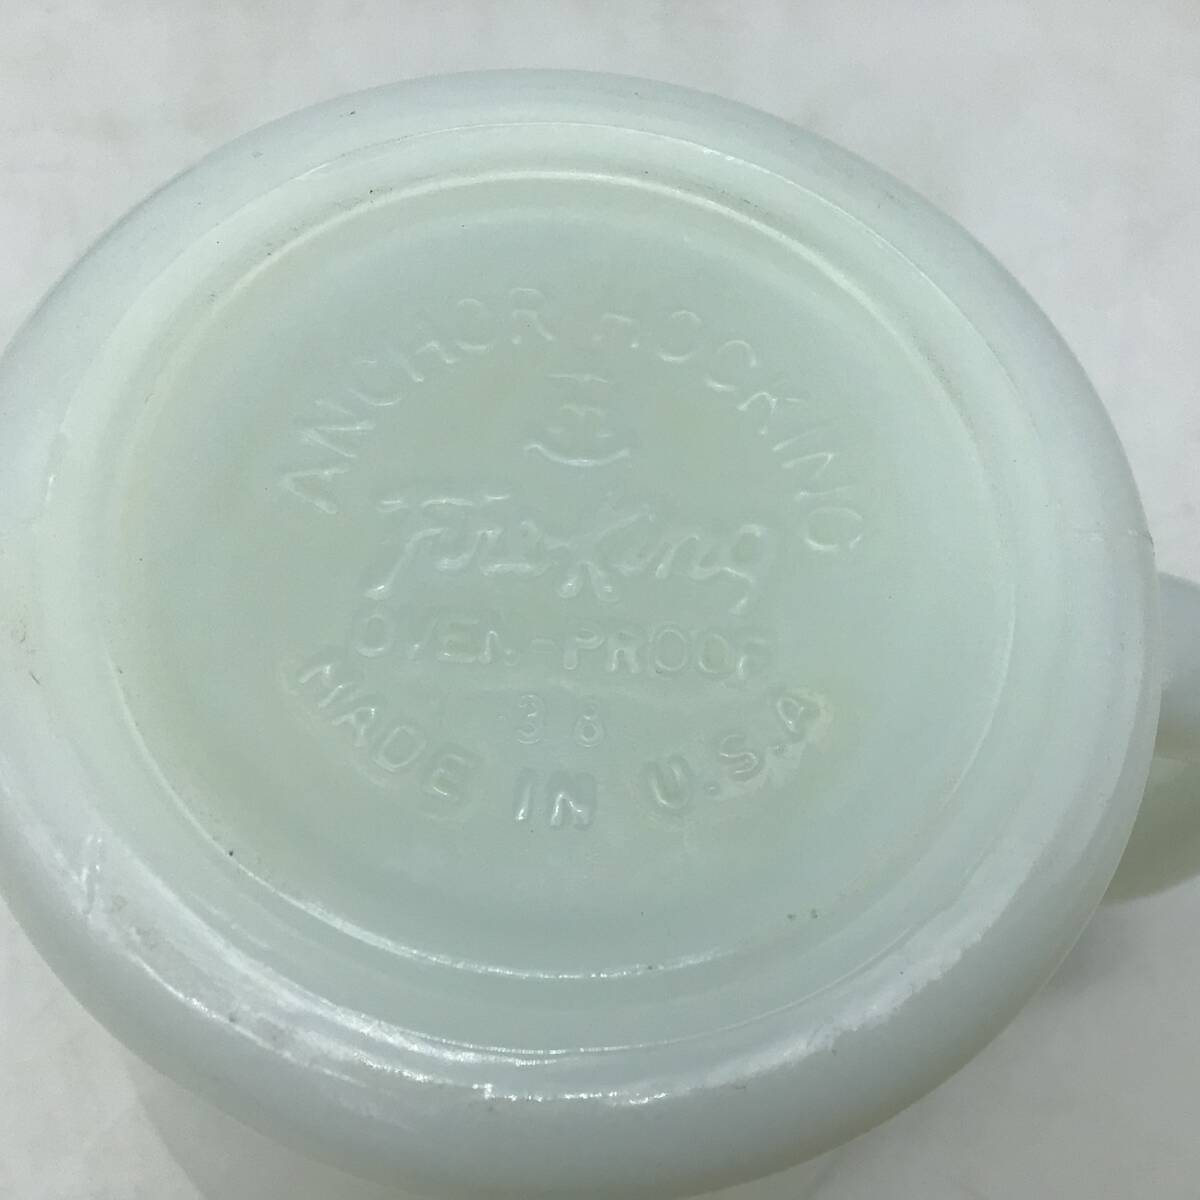 ANCHOR HOCKING
Fire-King
OVEN-PROOF
38
MADE IN U.S.A